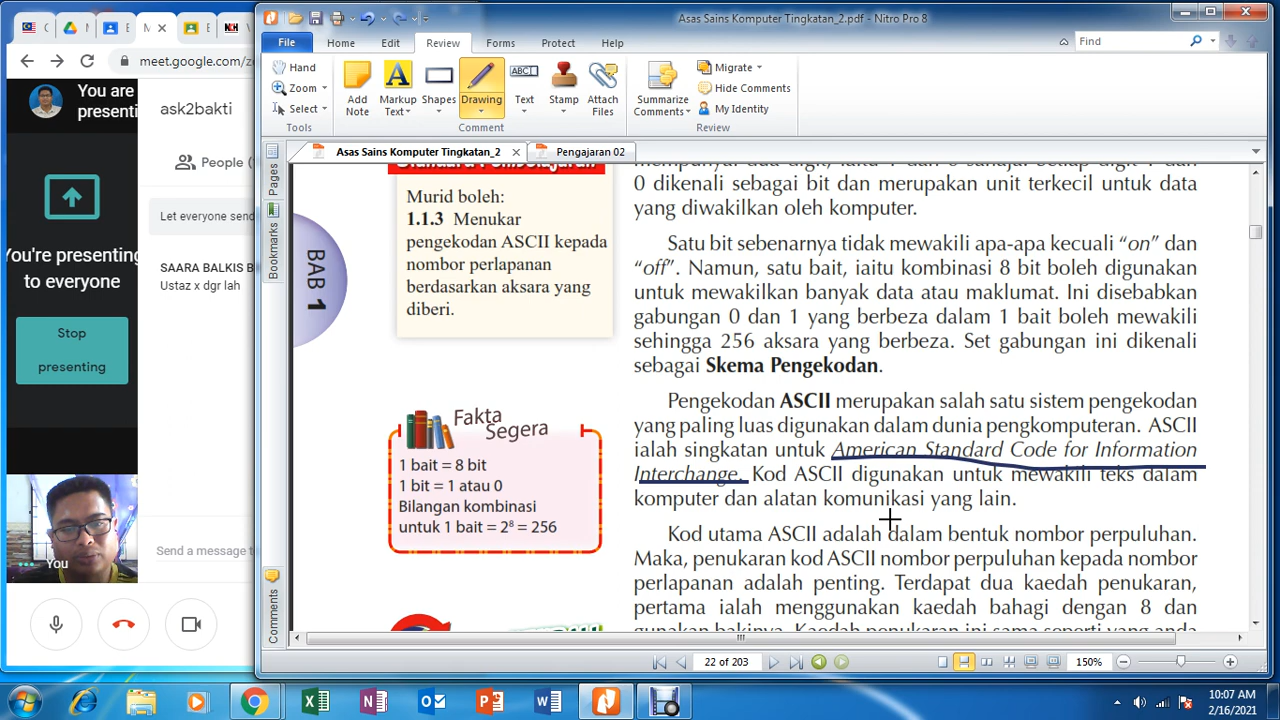 Asas Sains Komputer Tingkatan_2.pdf - Nitro Pro 8
meet.google.com/z
File
Home
Edit
Review
Forms
Protect
Help
Find
Hand
Zoom
Select
Tools
Add
Note
Markup
Text
Shapes
Drawing
Text
Stamp
Attach
Files
Comment
Summarize
Comments
Migrate
Hide Comments
My Identity
Review
Asas Sains Komputer Tingkatan_2
Pengajaran 02
You are
presenti
ask2bakti
People (
Let everyone send
SAARA BALKIS B
Ustaz x dgr lah
You're presenting
to everyone
Stop
presenting
You
Send a message
Pages
Bookmarks
Comments
BAB 1
Murid boleh:
1.1.3 Menukar
pengekodan ASCII kepada
nombor perlapanan
berdasarkan aksara yang
diberi.
Fakta
Segera
1 bait = 8 bit
1 bit = 1 atau 0
Bilangan kombinasi
untuk 1 bait = 2⁸ = 256
0 dikenali sebagai bit dan merupakan unit terkecil untuk data
yang diwakilkan oleh komputer.
Satu bit sebenarnya tidak mewakili apa-apa kecuali “on” dan
“off”. Namun, satu bait, iaitu kombinasi 8 bit boleh digunakan
untuk mewakilkan banyak data atau maklumat. Ini disebabkan
gabungan 0 dan 1 yang berbeza dalam 1 bait boleh mewakili
sehingga 256 aksara yang berbeza. Set gabungan ini dikenali
sebagai Skema Pengekodan.
Pengekodan ASCII merupakan salah satu sistem pengekodan
yang paling luas digunakan dalam dunia pengkomputeran. ASCII
ialah singkatan untuk American Standard Code for Information
Interchange. Kod ASCII digunakan untuk mewakili teks dalam
komputer dan alatan komunikasi yang lain.
Kod utama ASCII adalah dalam bentuk nombor perpuluhan.
Maka, penukaran kod ASCII nombor perpuluhan kepada nombor
perlapanan adalah penting. Terdapat dua kaedah penukaran,
pertama ialah menggunakan kaedah bahagi dengan 8 dan
22 of 203
150%
10:07 AM
2/16/2021